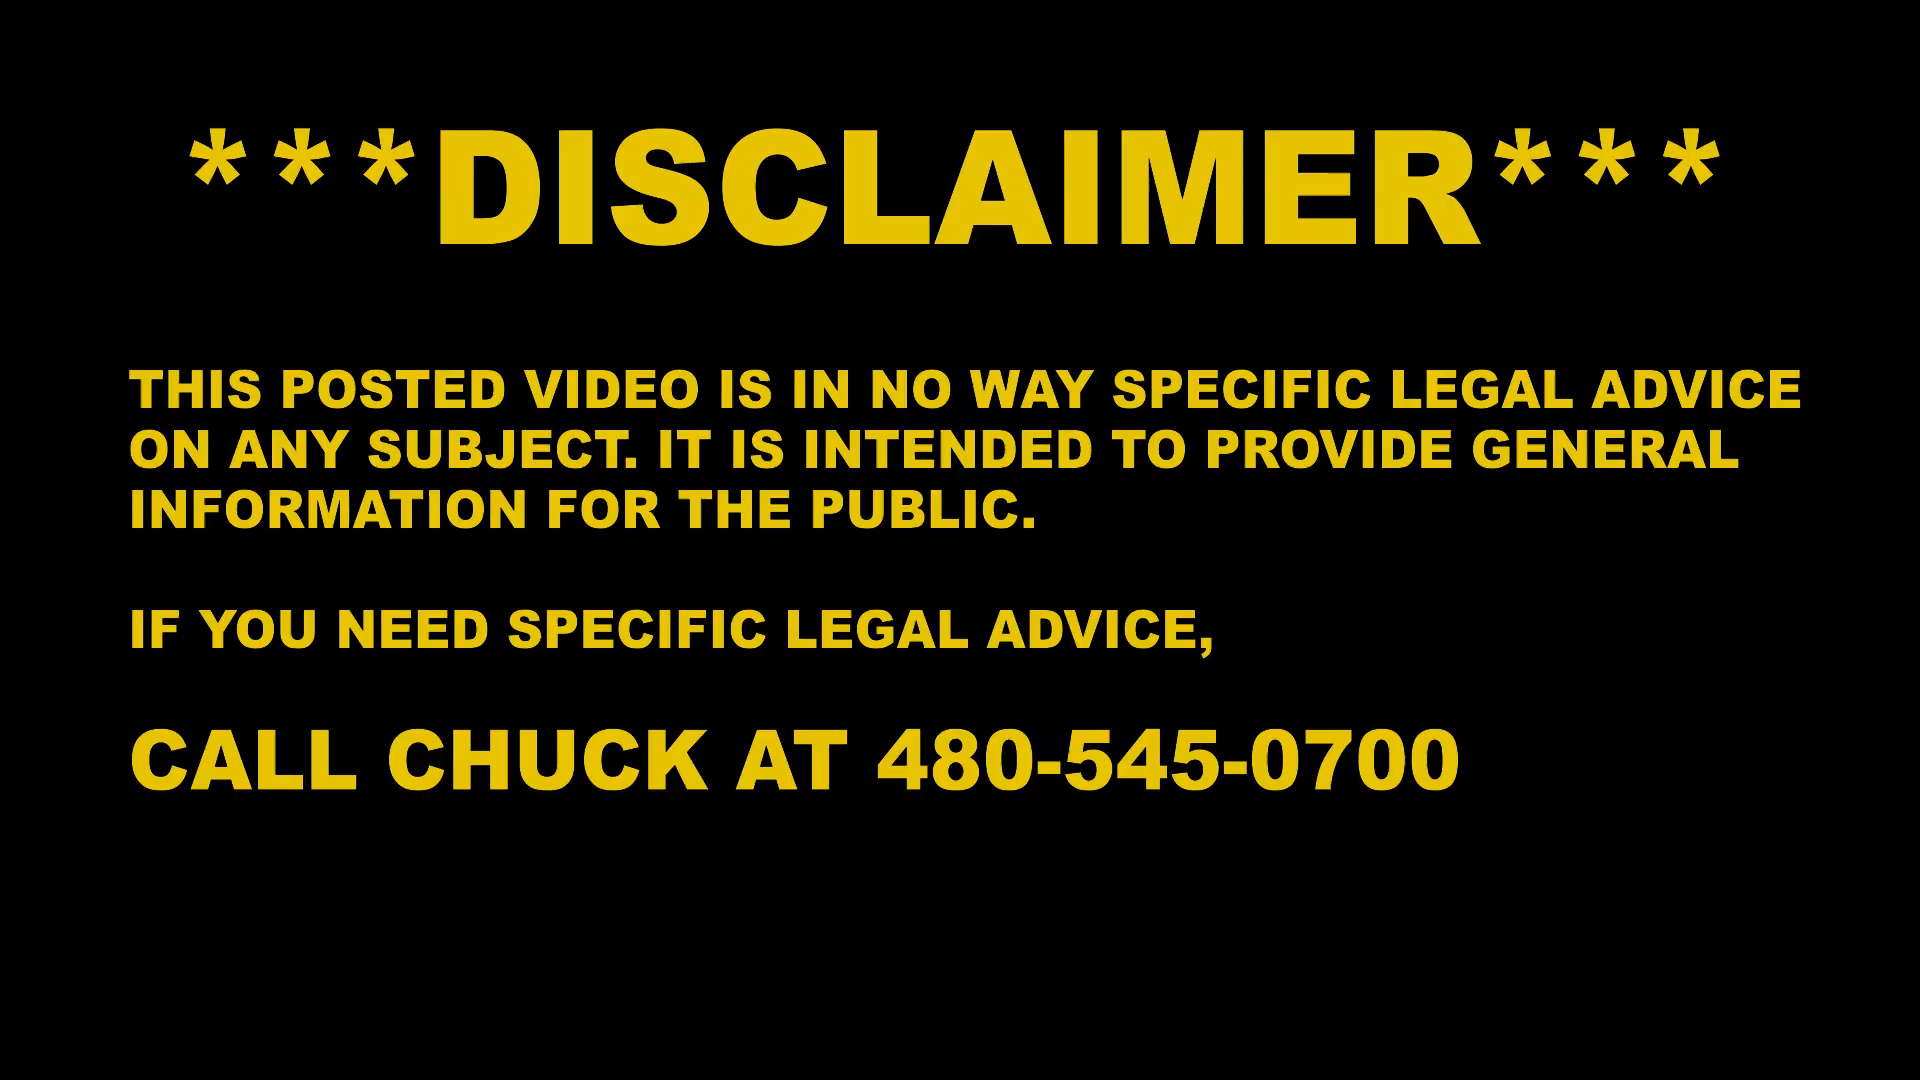 ***DISCLAIMER***
THIS POSTED VIDEO IS IN NO WAY SPECIFIC LEGAL ADVICE
ON ANY SUBJECT. IT IS INTENDED TO PROVIDE GENERAL
INFORMATION FOR THE PUBLIC.
IF YOU NEED SPECIFIC LEGAL ADVICE,
CALL CHUCK AT 480-545-0700